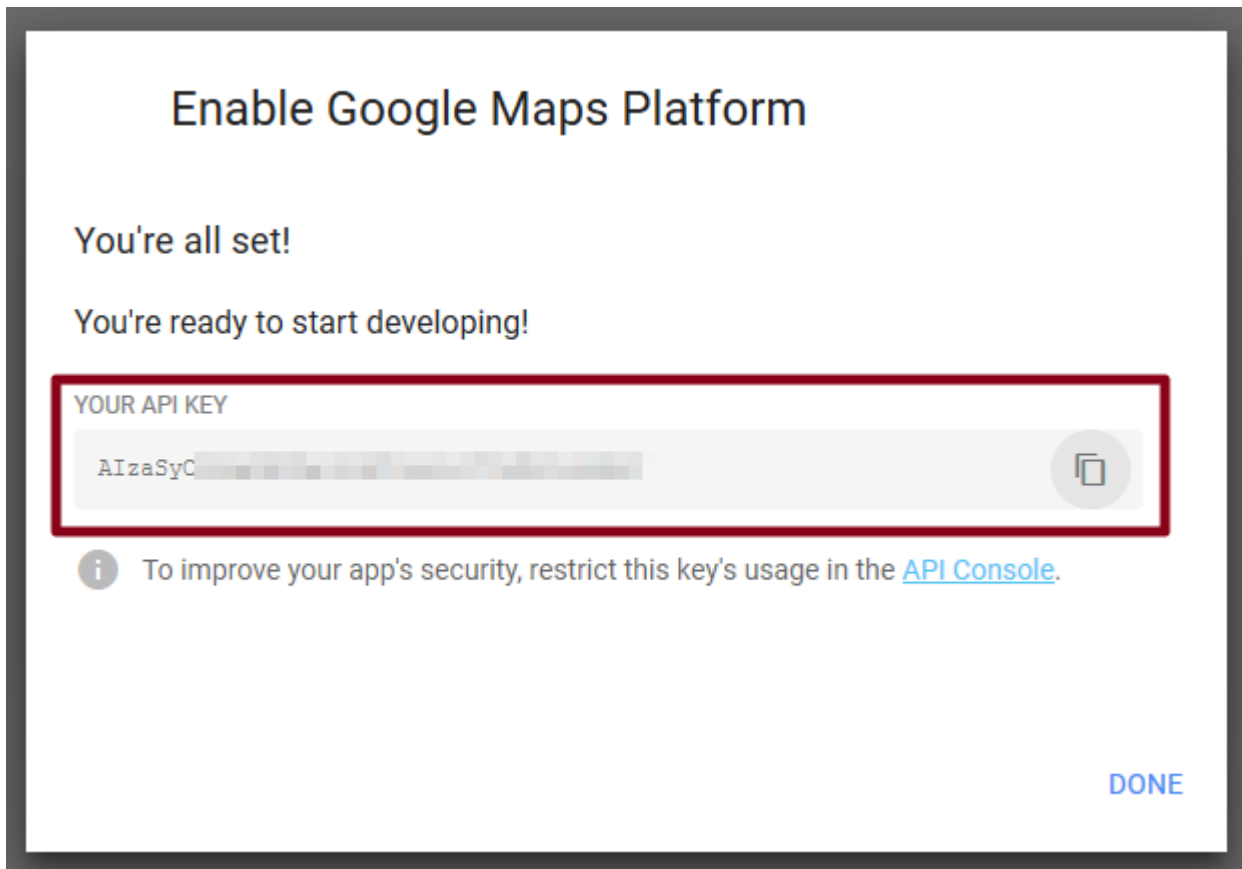 Enable Google Maps Platform
You're all set!
You're ready to start developing!
YOUR API KEY
AIzaSyC
To improve your app's security, restrict this key's usage in the API Console.
DONE